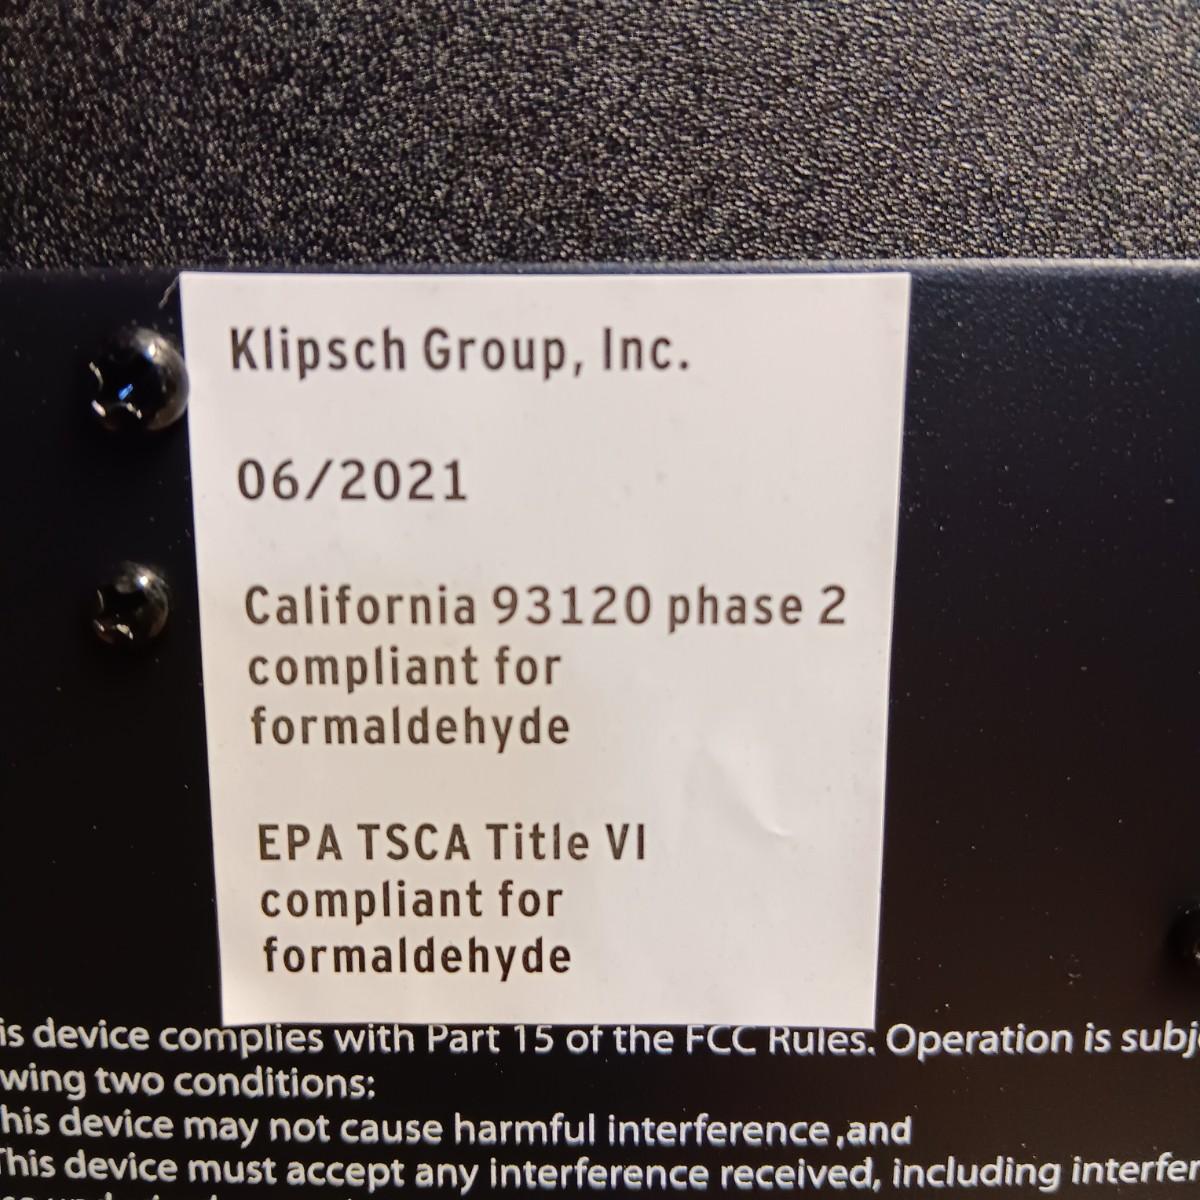 Klipsch Group, Inc.
06/2021
California 93120 phase 2
compliant for
formaldehyde
EPA TSCA Title VI
compliant for
formaldehyde
is device complies with Part 15 of the FCC Rules. Operation is subj
wing two conditions:
his device may not cause harmful interference ,and
This device must accept any interference received, including interfer